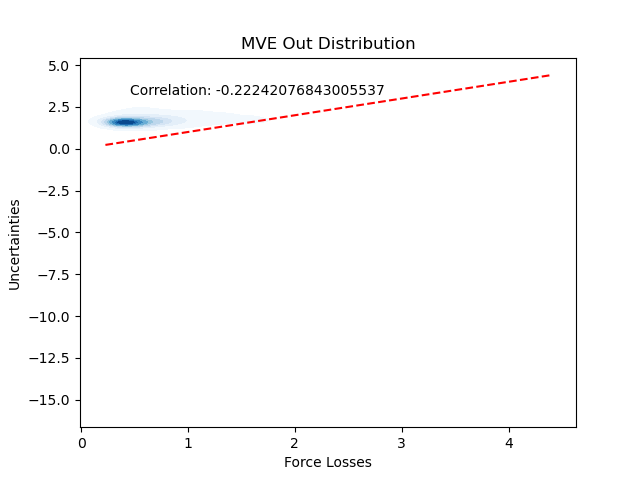 MVE Out Distribution
5.0
Correlation: -0.22242076843005537
2.5
0.0
−2.5
−5.0
−7.5
−10.0
−12.5
−15.0
Uncertainties
0 1 2 3 4
Force Losses